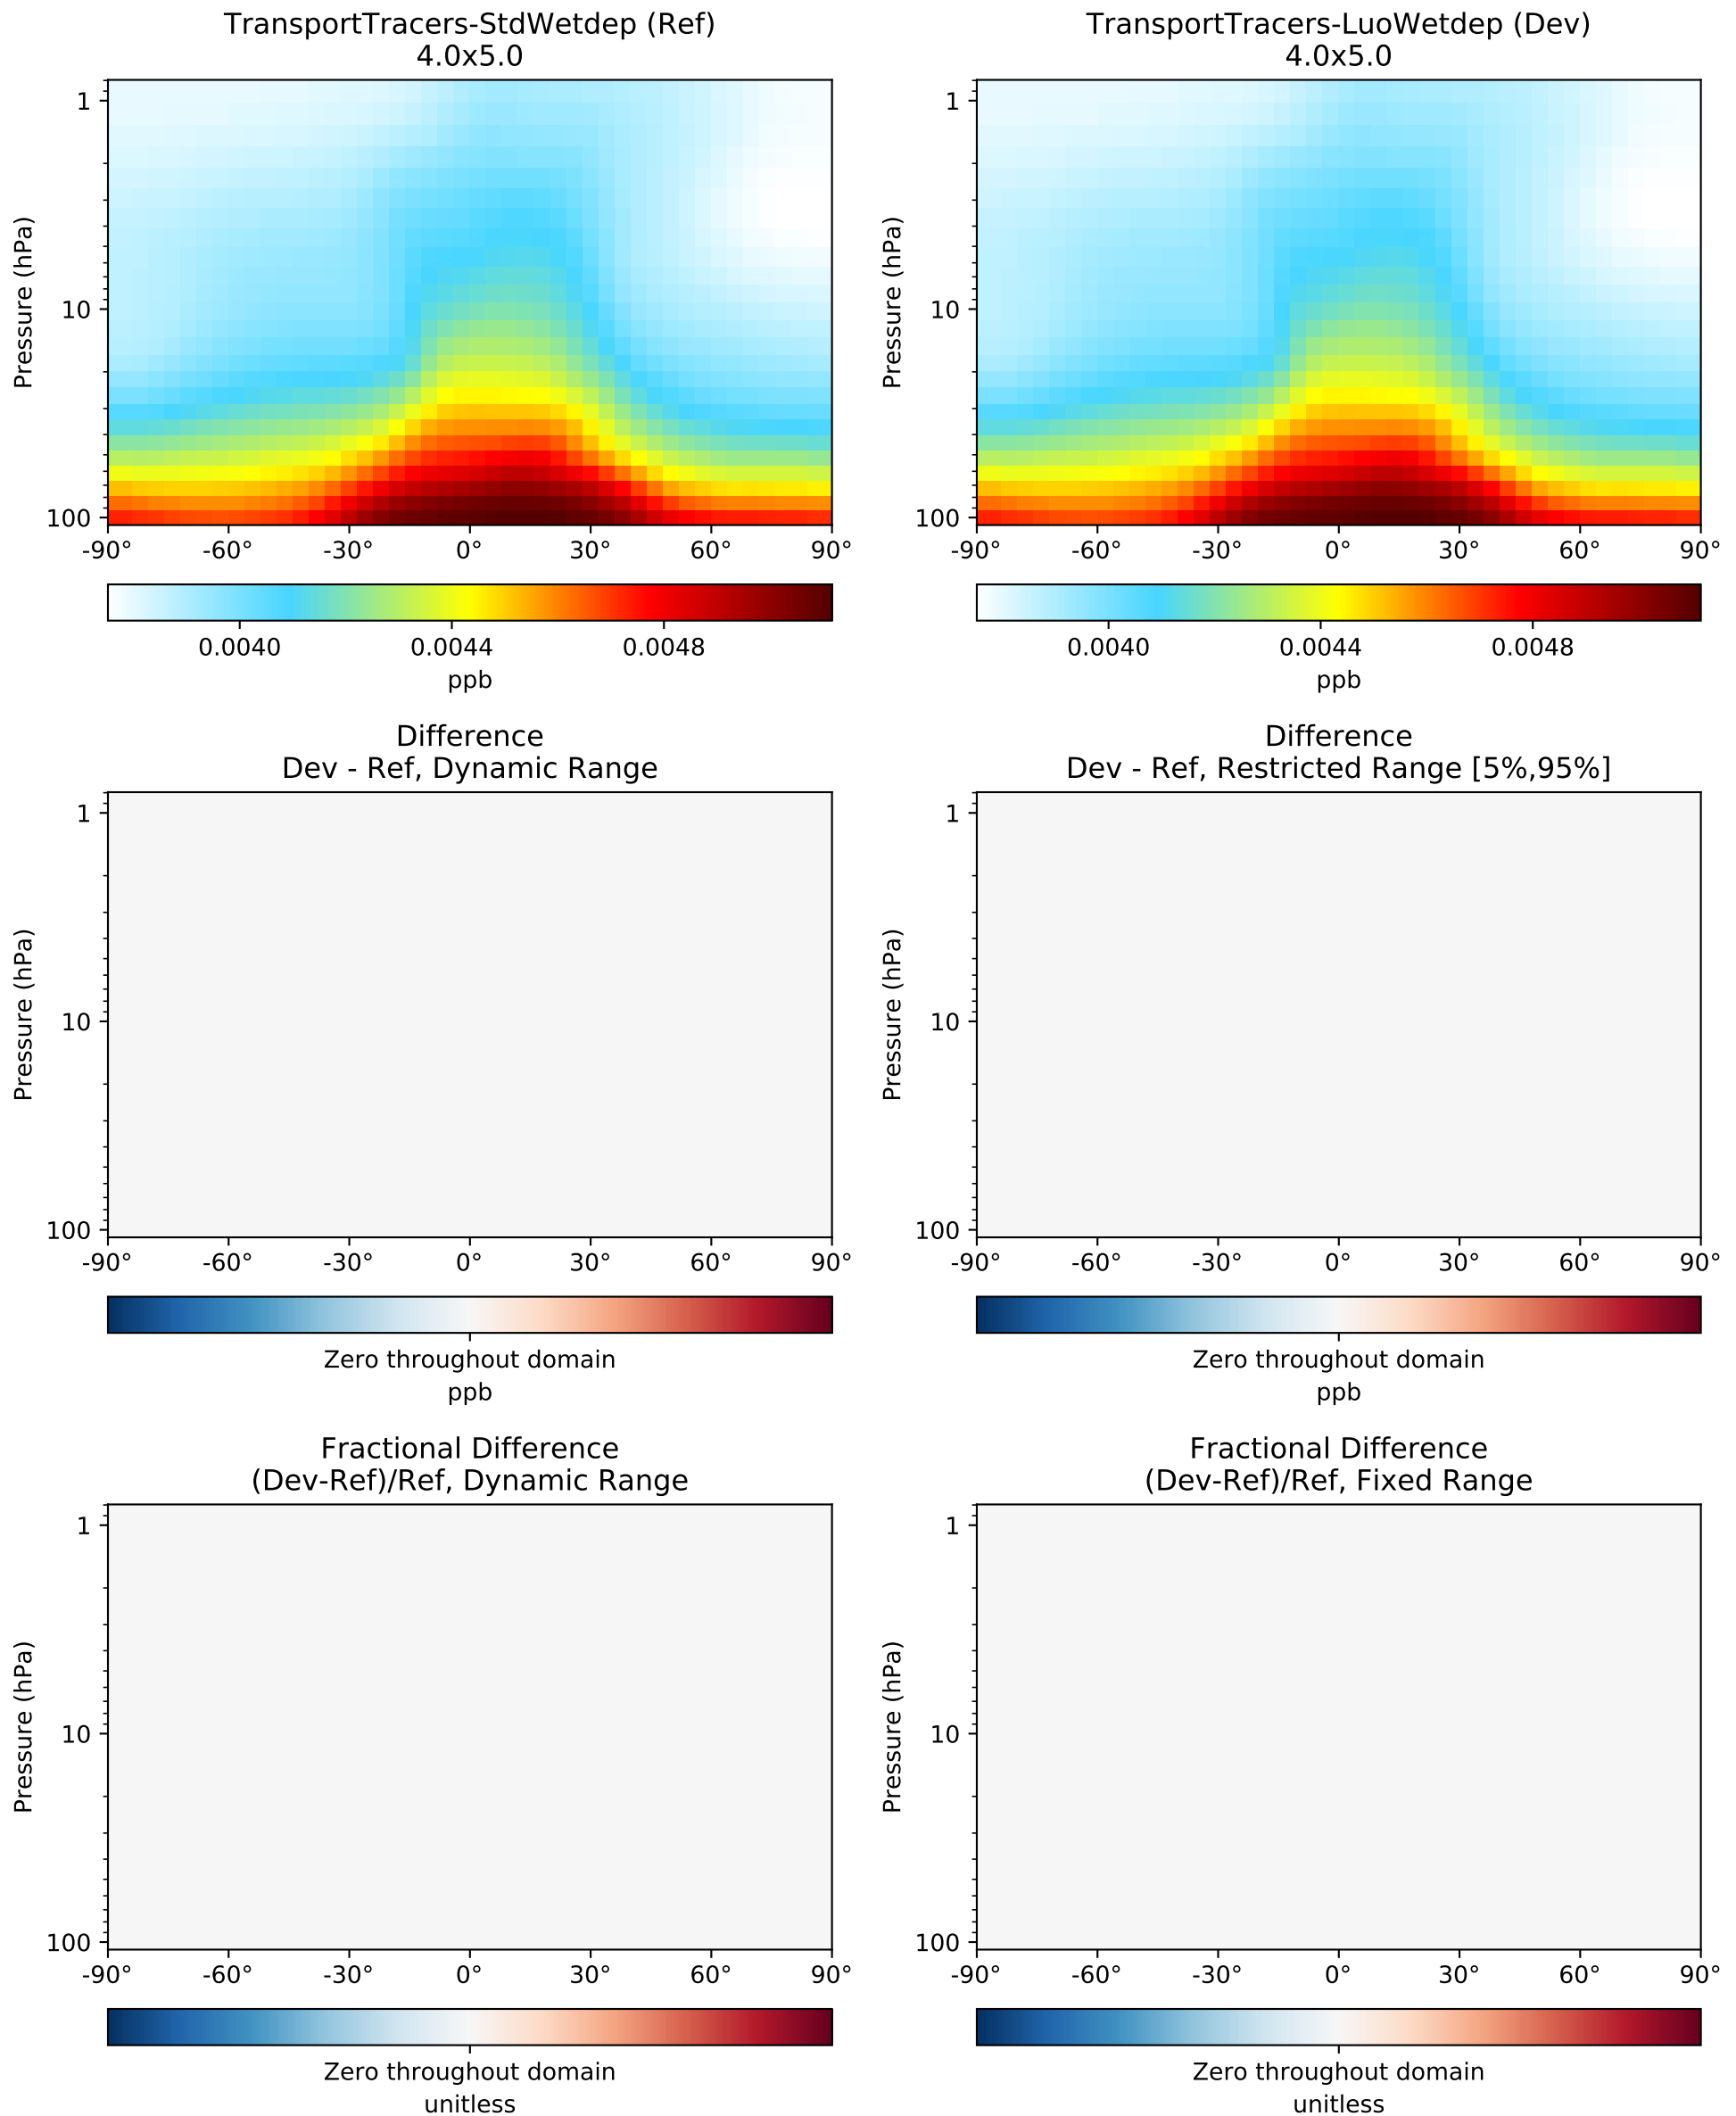 TransportTracers-StdWetdep (Ref)
4.0x5.0
Pressure (hPa)
1
10
100
-90° -60° -30° 0° 30° 60° 90°
0.0040 0.0044 0.0048
ppb
TransportTracers-LuoWetdep (Dev)
4.0x5.0
Pressure (hPa)
1
10
100
-90° -60° -30° 0° 30° 60° 90°
0.0040 0.0044 0.0048
ppb
Difference
Dev - Ref, Dynamic Range
Pressure (hPa)
1
10
100
-90° -60° -30° 0° 30° 60° 90°
Zero throughout domain
ppb
Difference
Dev - Ref, Restricted Range [5%,95%]
Pressure (hPa)
1
10
100
-90° -60° -30° 0° 30° 60° 90°
Zero throughout domain
ppb
Fractional Difference
(Dev-Ref)/Ref, Dynamic Range
Pressure (hPa)
1
10
100
-90° -60° -30° 0° 30° 60° 90°
Zero throughout domain
unitless
Fractional Difference
(Dev-Ref)/Ref, Fixed Range
Pressure (hPa)
1
10
100
-90° -60° -30° 0° 30° 60° 90°
Zero throughout domain
unitless